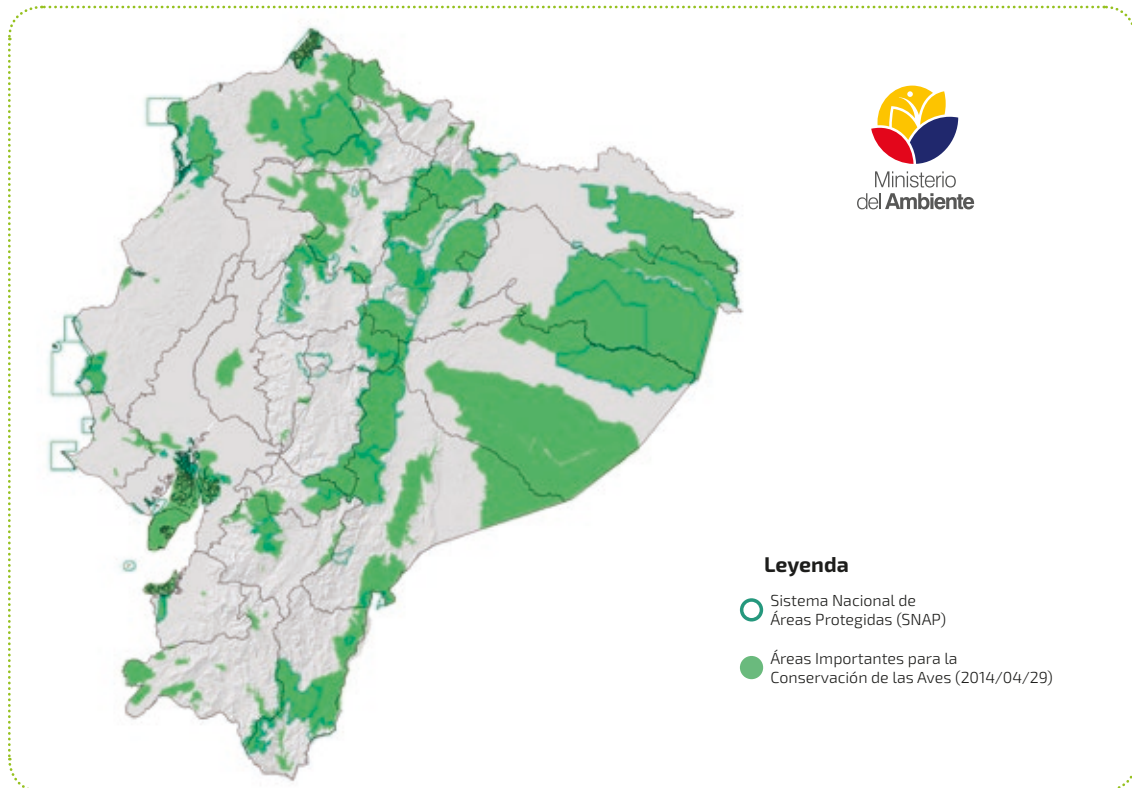 Ministerio
del Ambiente
Leyenda
Sistema Nacional de
Áreas Protegidas (SNAP)
Áreas Importantes para la
Conservación de las Aves (2014/04/29)